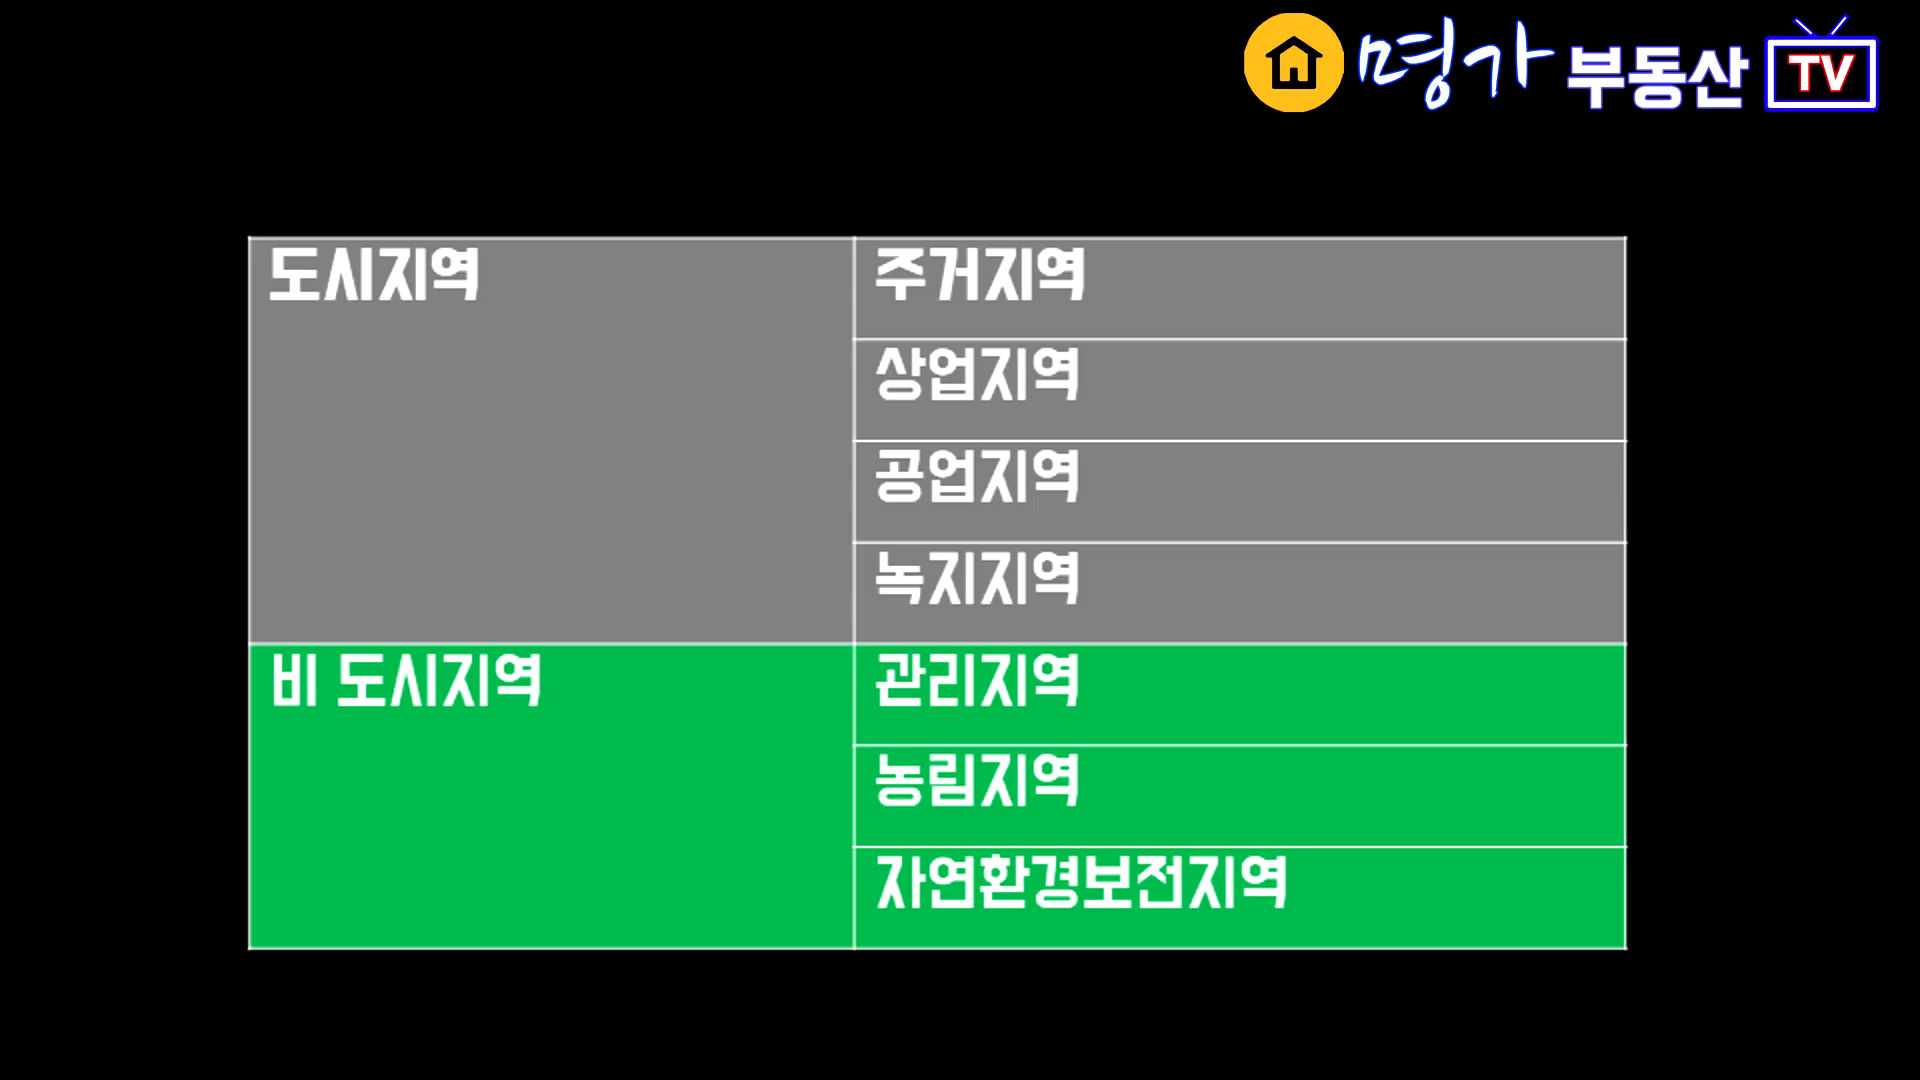 명가 부동산 TV
도시지역
주거지역
상업지역
공업지역
녹지지역
비 도시지역
관리지역
농림지역
자연환경보전지역